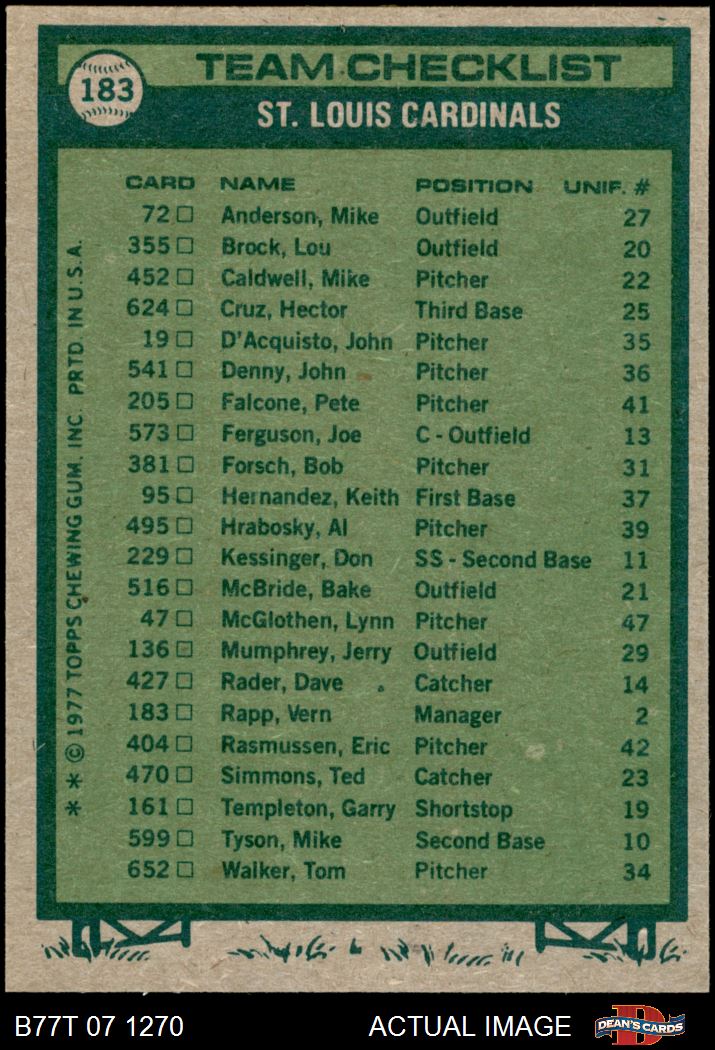 183
TEAM CHECKLIST
ST. LOUIS CARDINALS
CARD NAME POSITION UNIF. #
72 Anderson, Mike Outfield 27
355 Brock, Lou Outfield 20
452 Caldwell, Mike Pitcher 22
624 Cruz, Hector Third Base 25
19 D'Acquisto, John Pitcher 35
541 Denny, John Pitcher 36
205 Falcone, Pete Pitcher 41
573 Ferguson, Joe C - Outfield 13
381 Forsch, Bob Pitcher 31
95 Hernandez, Keith First Base 37
495 Hrabosky, Al Pitcher 39
229 Kessinger, Don SS - Second Base 11
516 McBride, Bake Outfield 21
47 McGlothen, Lynn Pitcher 47
136 Mumphrey, Jerry Outfield 29
427 Rader, Dave Catcher 14
183 Rapp, Vern Manager 2
404 Rasmussen, Eric Pitcher 42
470 Simmons, Ted Catcher 23
161 Templeton, Garry Shortstop 19
599 Tyson, Mike Second Base 10
652 Walker, Tom Pitcher 34
* * © 1977 TOPPS CHEWING GUM, INC. PRTD. IN U.S.A.
B77T 07 1270 ACTUAL IMAGE
D
DEAN'S CARDS